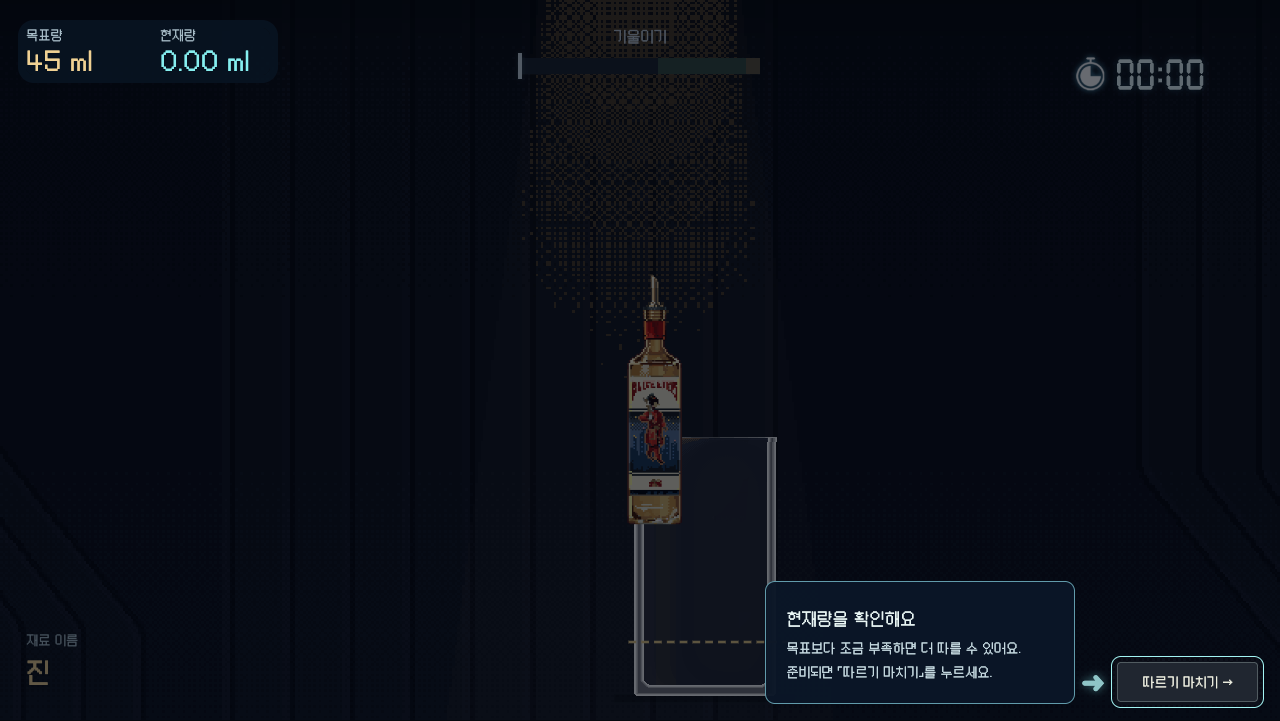 목표량
45 ml
현재량
0.00 ml
기울이기
00:00
재료 이름
진
현재량을 확인해요
목표보다 조금 부족하면 더 따를 수 있어요.
준비되면 「따르기 마치기」를 누르세요.
따르기 마치기 →